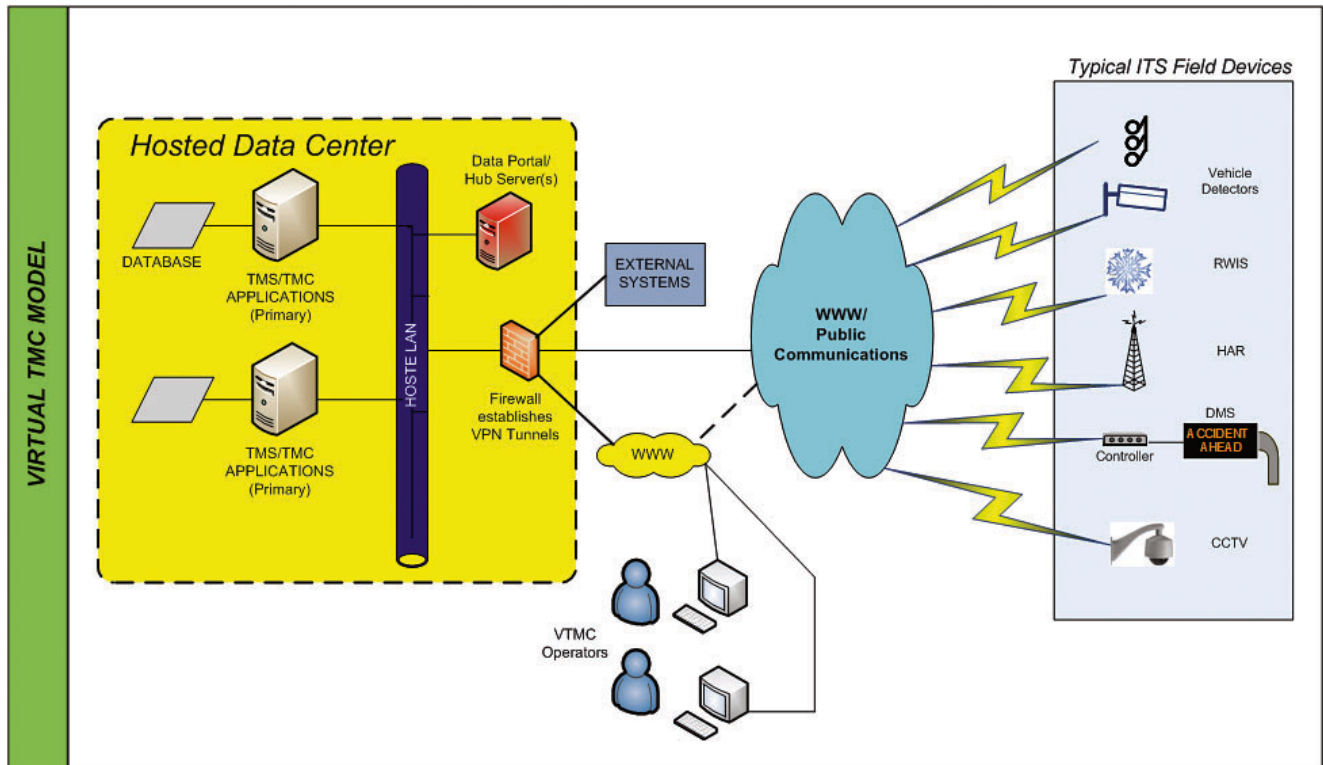 VIRTUAL TMC MODEL
Hosted Data Center
DATABASE
TMS/TMC
APPLICATIONS
(Primary)
TMS/TMC
APPLICATIONS
(Primary)
HOSTE LAN
Data Portal/
Hub Server(s)
Firewall
establishes
VPN Tunnels
EXTERNAL
SYSTEMS
WWW
VTMC
Operators
WWW/
Public
Communications
Typical ITS Field Devices
Vehicle
Detectors
RWIS
HAR
DMS
Controller
ACCIDENT
AHEAD
CCTV